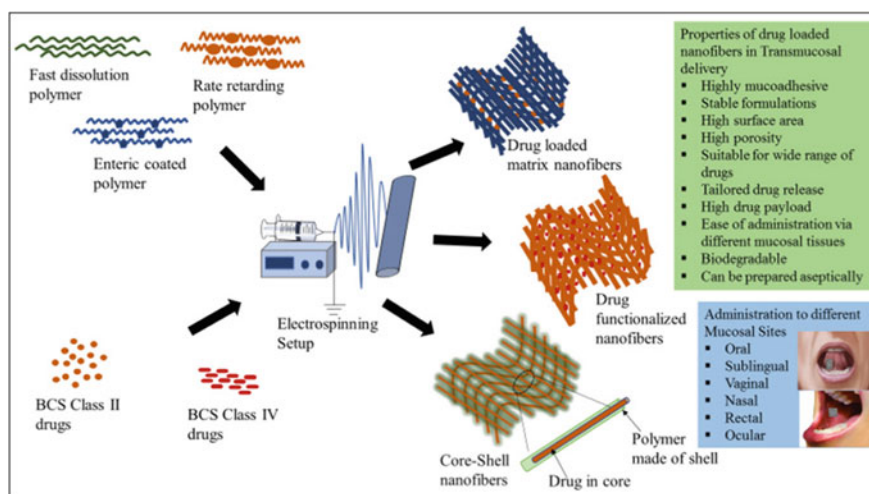 Fast dissolution
polymer
Rate retarding
polymer
Enteric coated
polymer
Electrospinning
Setup
BCS Class II
drugs
BCS Class IV
drugs
Drug loaded
matrix nanofibers
Drug
functionalized
nanofibers
Core-Shell
nanofibers
Polymer
made of shell
Drug in core
Properties of drug loaded
nanofibers in Transmucosal
delivery
▪ Highly mucoadhesive
▪ Stable formulations
▪ High surface area
▪ High porosity
▪ Suitable for wide range of
drugs
▪ Tailored drug release
▪ High drug payload
▪ Ease of administration via
different mucosal tissues
▪ Biodegradable
▪ Can be prepared aseptically
Administration to different
Mucosal Sites
▪ Oral
▪ Sublingual
▪ Vaginal
▪ Nasal
▪ Rectal
▪ Ocular